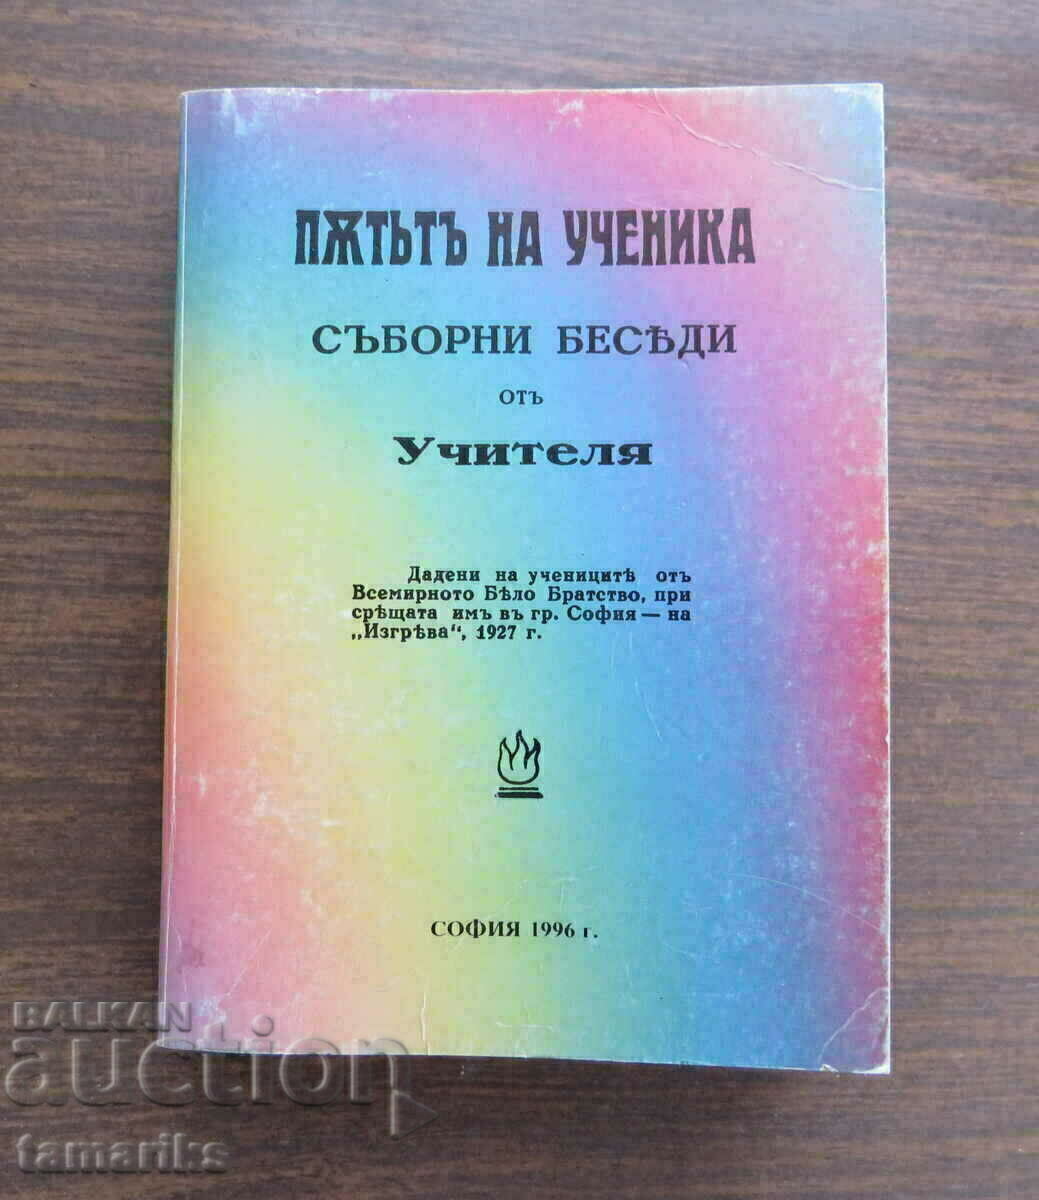 ПѪТЬТЪ НА УЧЕНИКА
СЪБОРНИ БЕСѢДИ
отъ
Учителя
Дадени на ученицитѣ отъ
Всемирното Бѣло Братство, при
срѣщата имъ въ гр. София — на
„Изгрѣва“, 1927 г.
СОФИЯ 1996 г.
BALKAN
auction
tamariks